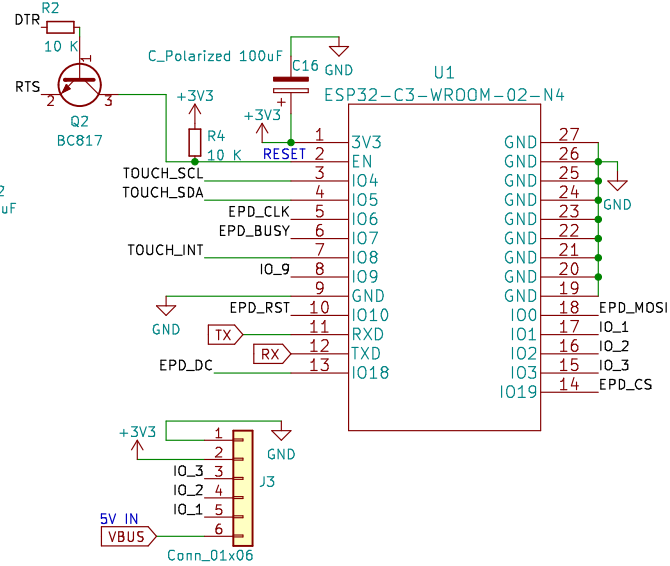 R2
DTR
10 K
1
RTS
2
3
Q2
BC817
C_Polarized 100uF
C16
+
GND
+3V3
+3V3
R4
10 K
RESET
U1
ESP32-C3-WROOM-02-N4
1 3V3
2 EN
TOUCH_SCL 3 IO4
TOUCH_SDA 4 IO5
EPD_CLK 5 IO6
EPD_BUSY 6 IO7
TOUCH_INT 7 IO8
IO_9 8 IO9
9 GND
GND
EPD_RST 10 IO10
TX 11 RXD
RX 12 TXD
EPD_DC 13 IO18
GND 27
GND 26
GND 25
GND 24
GND 23
GND 22
GND 21
GND 20
GND 19
GND
IO0 18 EPD_MOSI
IO1 17 IO_1
IO2 16 IO_2
IO3 15 IO_3
IO19 14 EPD_CS
2
uF
+3V3
GND
1
2
IO_3 3
IO_2 4
IO_1 5
5V IN
VBUS 6
J3
Conn_01x06